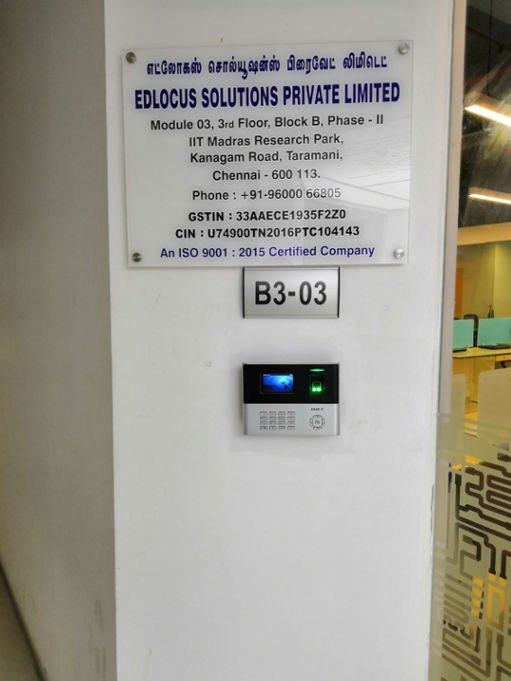 எட்லோகஸ் சொல்யூஷன்ஸ் பிரைவேட் லிமிடெட்
EDLOCUS SOLUTIONS PRIVATE LIMITED
Module 03, 3rd Floor, Block B, Phase - II
IIT Madras Research Park,
Kanagam Road, Taramani,
Chennai - 600 113.
Phone : +91-96000 66805
GSTIN : 33AAECE1935F2Z0
CIN : U74900TN2016PTC104143
An ISO 9001 : 2015 Certified Company
B3-03